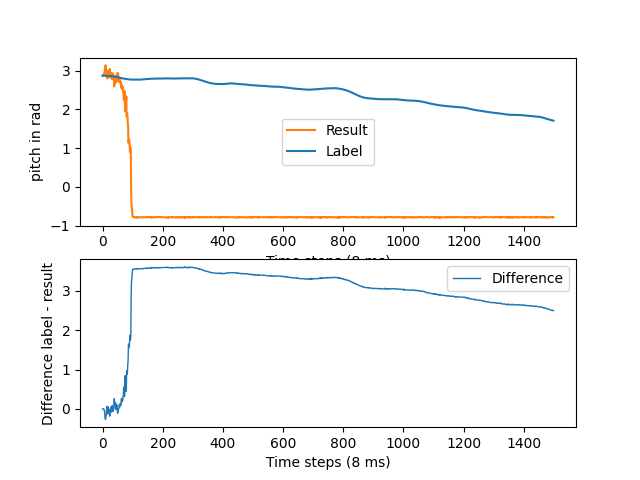 pitch in rad
3
2
1
0
−1
Result
Label
0 200 400 600 800 1000 1200 1400
Time steps (8 ms)
Difference label - result
3
2
1
0
Difference
0 200 400 600 800 1000 1200 1400
Time steps (8 ms)